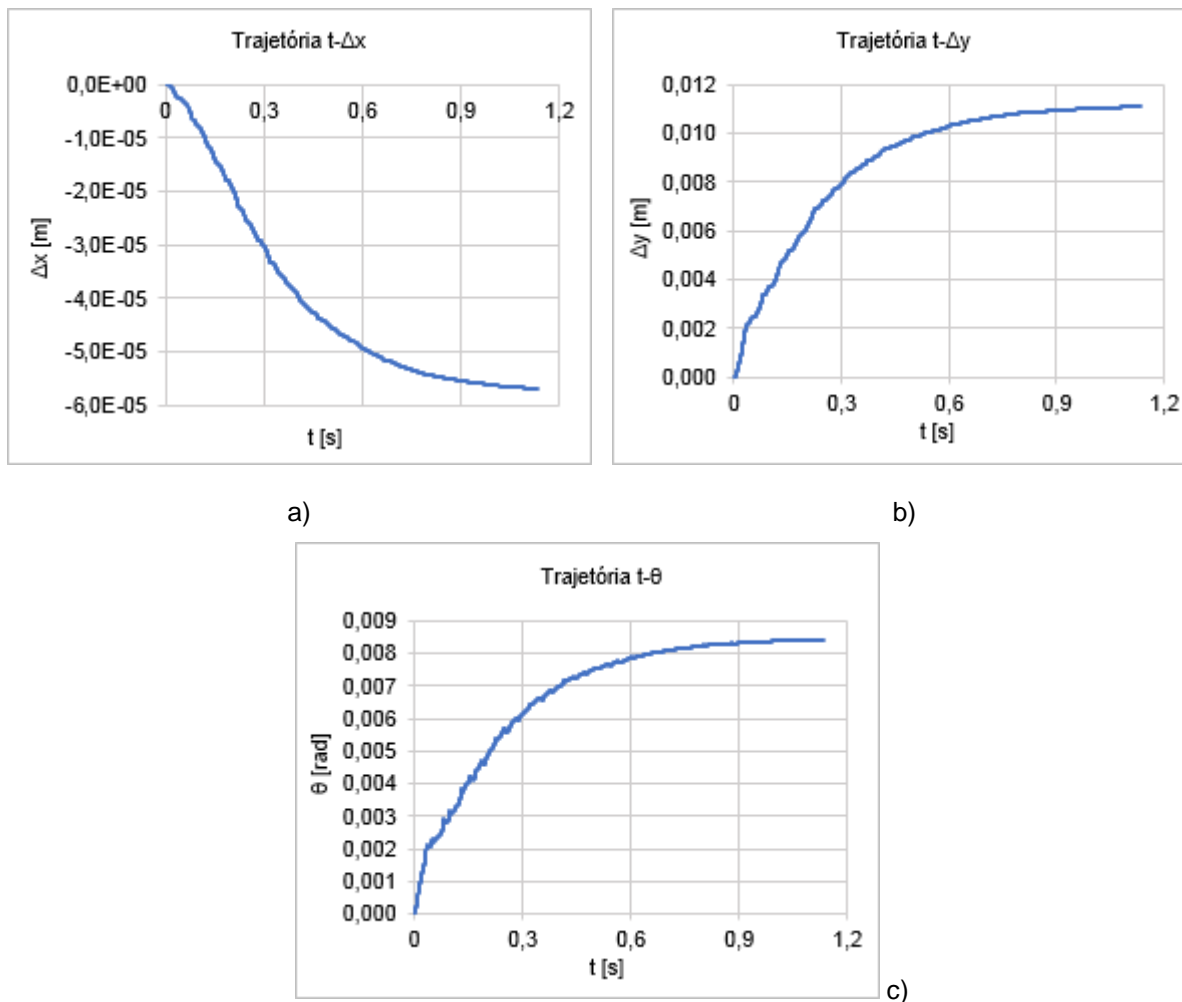 Trajetória t-Δx
0,0E+00
-1,0E-05
-2,0E-05
-3,0E-05
-4,0E-05
-5,0E-05
-6,0E-05
0 0,3 0,6 0,9 1,2
Δx [m]
t [s]
a)
Trajetória t-Δy
0,012
0,010
0,008
0,006
0,004
0,002
0,000
0 0,3 0,6 0,9 1,2
Δy [m]
t [s]
b)
Trajetória t-θ
0,009
0,008
0,007
0,006
0,005
0,004
0,003
0,002
0,001
0,000
0 0,3 0,6 0,9 1,2
θ [rad]
t [s]
c)